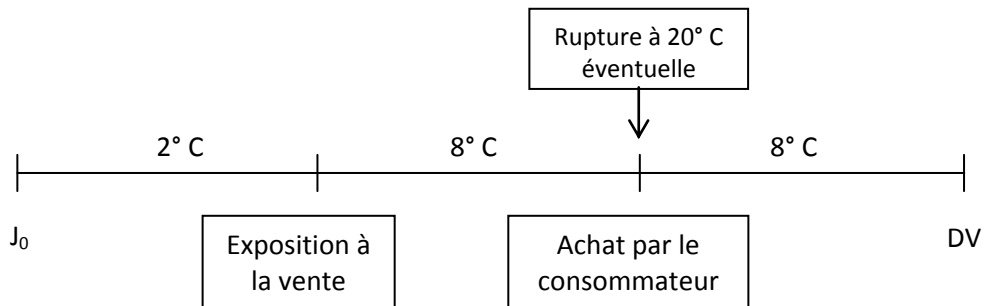 Rupture à 20° C
éventuelle
2° C
8° C
8° C
J₀
Exposition à
la vente
Achat par le
consommateur
DV